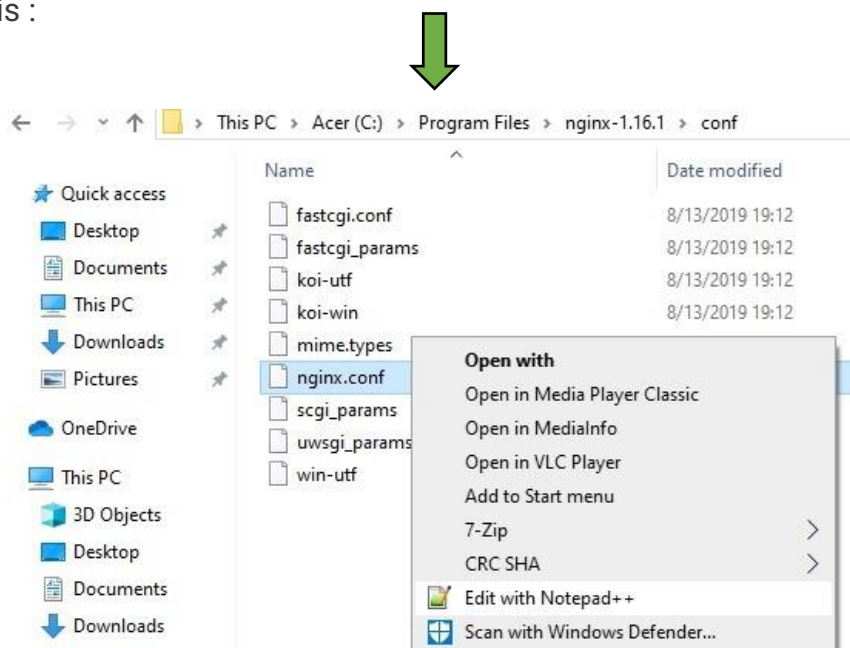 is :
This PC > Acer (C:) > Program Files > nginx-1.16.1 > conf
Name
Date modified
Quick access
Desktop
Documents
This PC
Downloads
Pictures
OneDrive
This PC
3D Objects
Desktop
Documents
Downloads
fastcgi.conf 8/13/2019 19:12
fastcgi_params 8/13/2019 19:12
koi-utf 8/13/2019 19:12
koi-win 8/13/2019 19:12
mime.types
nginx.conf
scgi_params
uwsgi_params
win-utf
Open with
Open in Media Player Classic
Open in MediaInfo
Open in VLC Player
Add to Start menu
7-Zip
CRC SHA
Edit with Notepad++
Scan with Windows Defender...